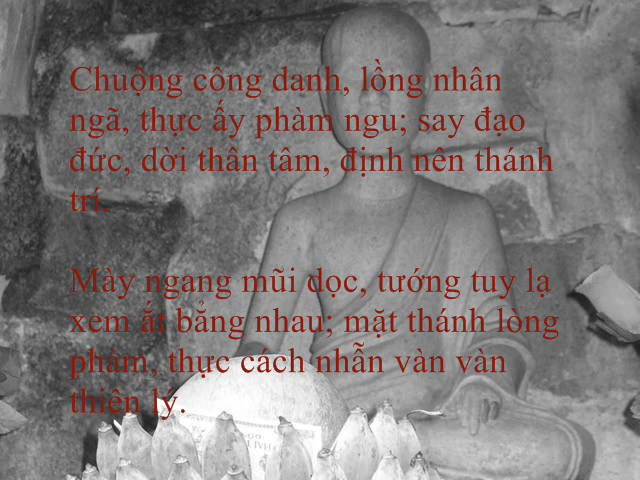 Chuộng công danh, lồng nhân
ngã, thực ấy phàm ngu; say đạo
đức, dời thân tâm, định nên thánh
trí.
Mày ngang mũi dọc, tướng tuy lạ
xem ắt bẳng nhau; mặt thánh lòng
phàm, thực cách nhẫn vàn vàn
thiên lý.